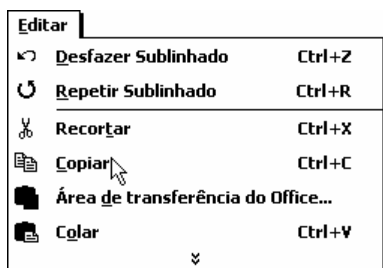 Editar
Desfazer Sublinhado Ctrl+Z
Repetir Sublinhado Ctrl+R
Recortar Ctrl+X
Copiar Ctrl+C
Área de transferência do Office...
Colar Ctrl+V